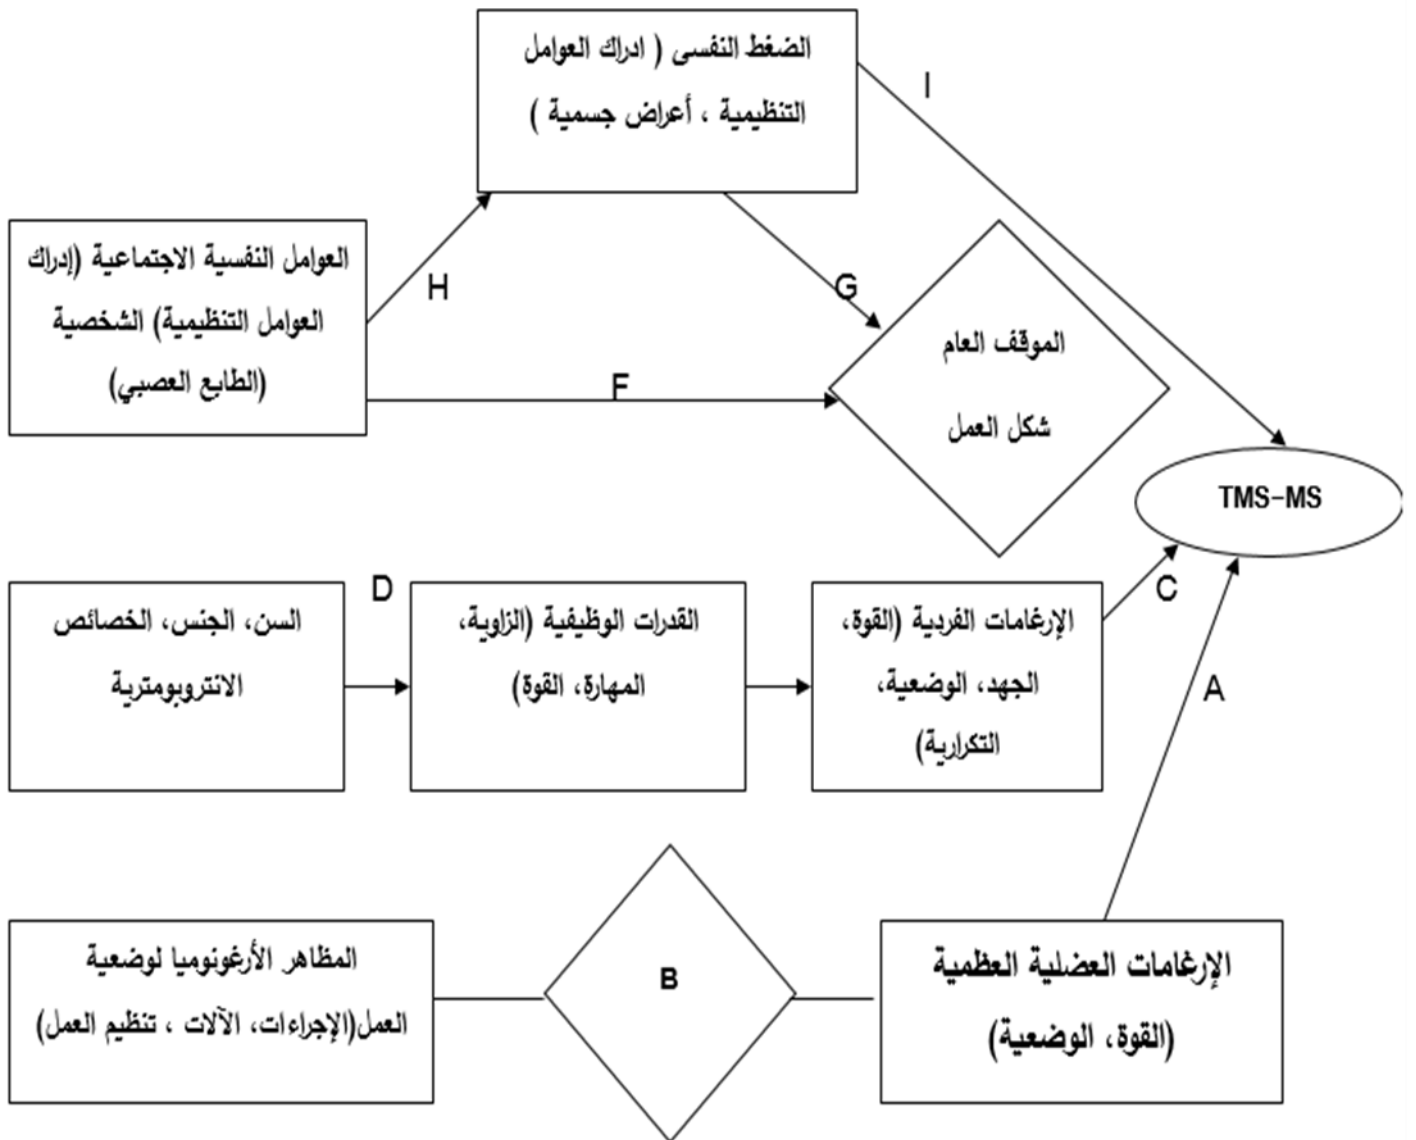 الضغط النفسى ( ادراك العوامل
التنظيمية ، أعراض جسمية )
I
العوامل النفسية الاجتماعية (إدراك
العوامل التنظيمية) الشخصية
(الطابع العصبي)
H
G
F
الموقف العام
شكل العمل
TMS-MS
السن، الجنس، الخصائص
الانتروبومترية
D
القدرات الوظيفية (الزاوية،
المهارة، القوة)
الإرغامات الفردية (القوة،
الجهد، الوضعية،
التكرارية)
C
A
المظاهر الأرغونوميا لوضعية
العمل(الإجراءات، الآلات ، تنظيم العمل)
B
الإرغامات العضلية العظمية
(القوة، الوضعية)